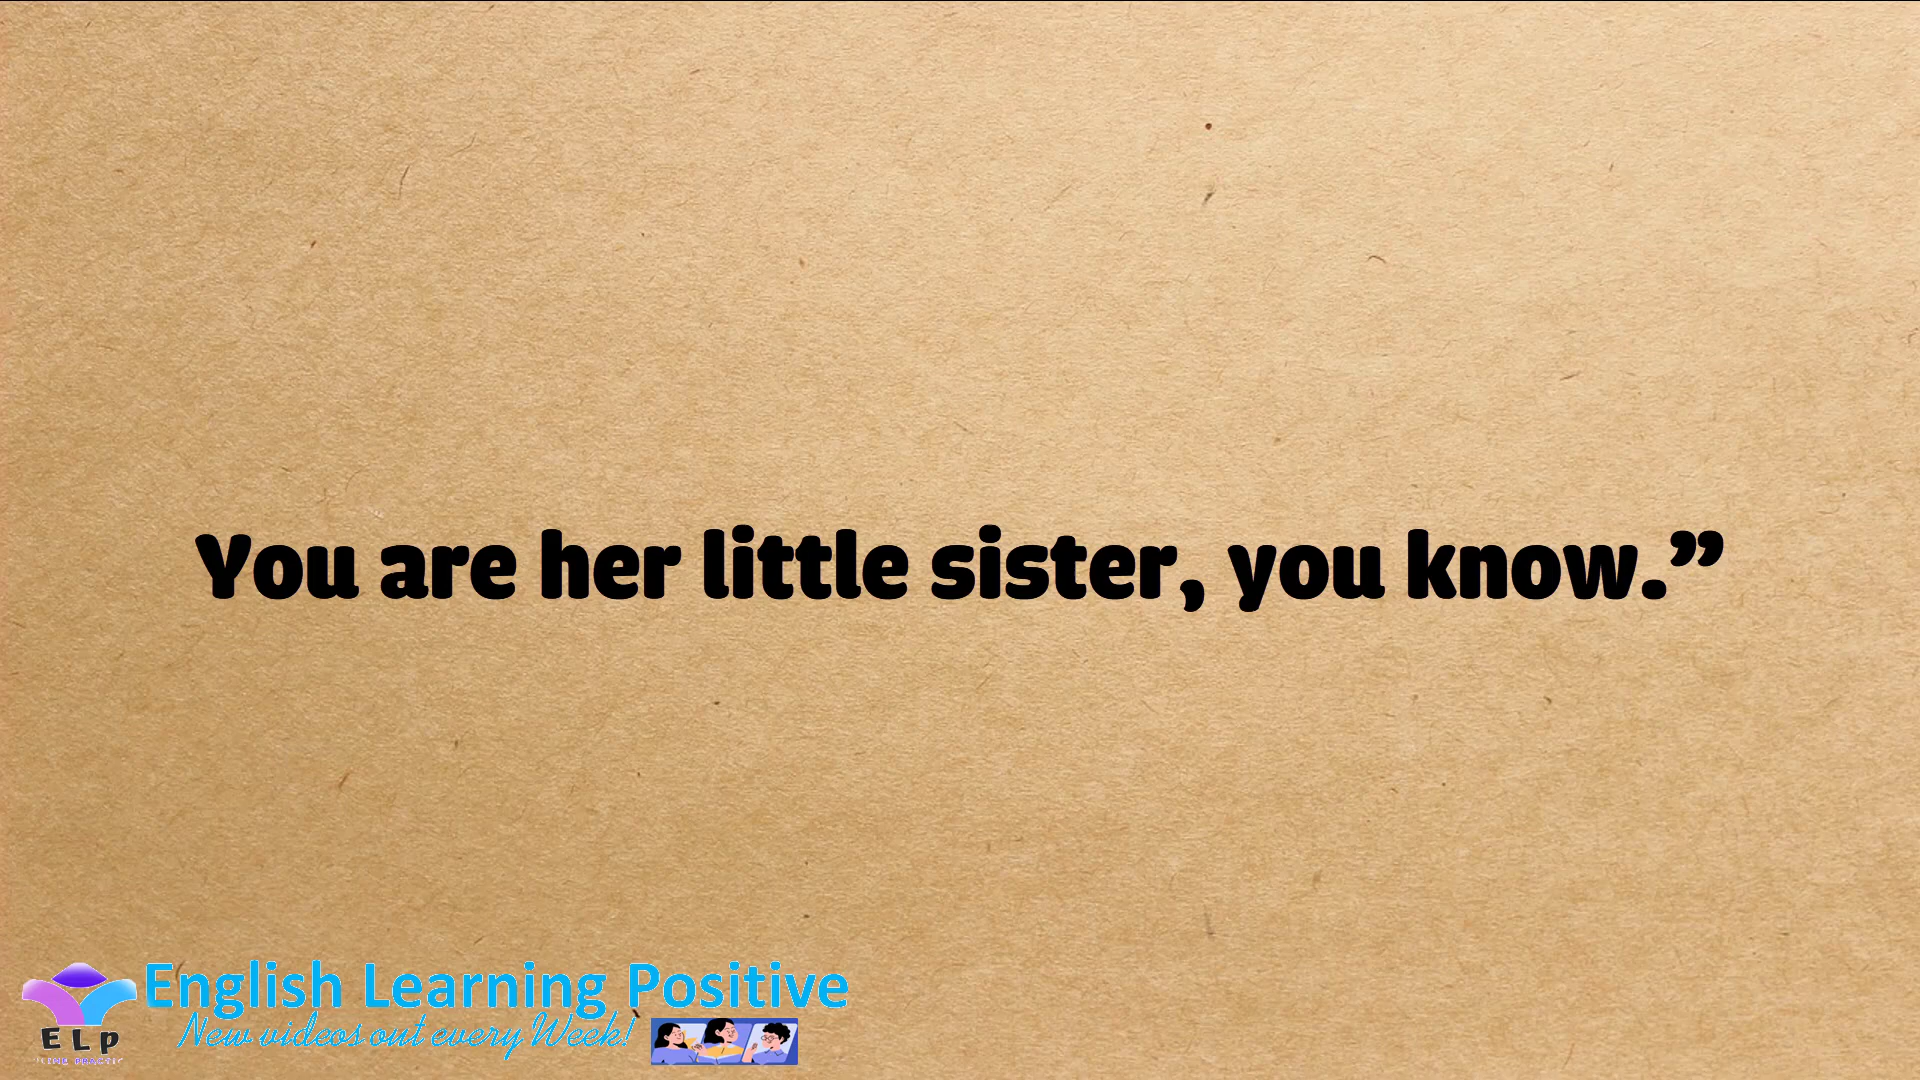 You are her little sister, you know.”
English Learning Positive
New videos out every Week!
ELP